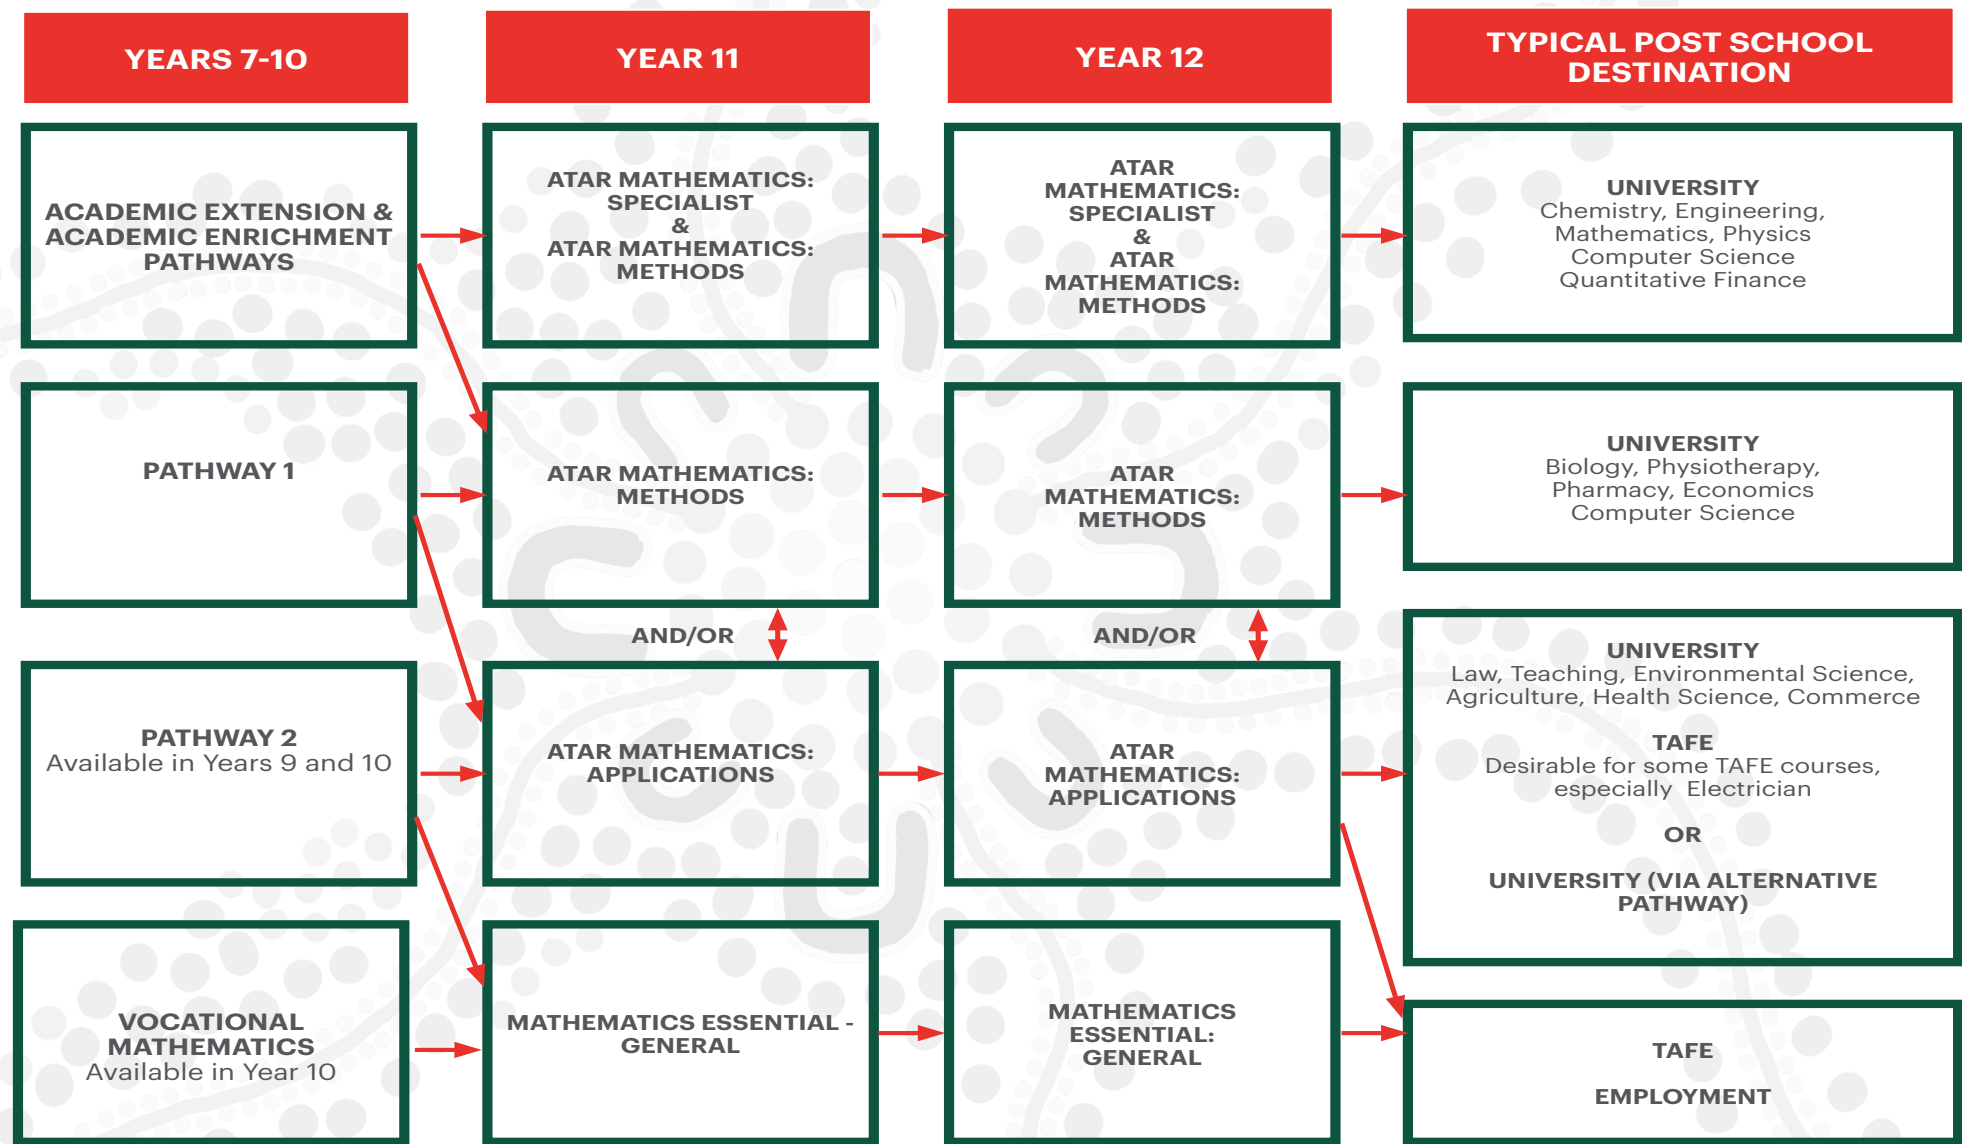 YEARS 7-10
YEAR 11
YEAR 12
TYPICAL POST SCHOOL
DESTINATION
ACADEMIC EXTENSION &
ACADEMIC ENRICHMENT
PATHWAYS
ATAR MATHEMATICS:
SPECIALIST
&
ATAR MATHEMATICS:
METHODS
ATAR
MATHEMATICS:
SPECIALIST
&
ATAR
MATHEMATICS:
METHODS
UNIVERSITY
Chemistry, Engineering,
Mathematics, Physics
Computer Science
Quantitative Finance
PATHWAY 1
ATAR MATHEMATICS:
METHODS
ATAR
MATHEMATICS:
METHODS
UNIVERSITY
Biology, Physiotherapy,
Pharmacy, Economics
Computer Science
AND/OR
AND/OR
PATHWAY 2
Available in Years 9 and 10
ATAR MATHEMATICS:
APPLICATIONS
ATAR
MATHEMATICS:
APPLICATIONS
UNIVERSITY
Law, Teaching, Environmental Science,
Agriculture, Health Science, Commerce
TAFE
Desirable for some TAFE courses,
especially Electrician
OR
UNIVERSITY (VIA ALTERNATIVE
PATHWAY)
VOCATIONAL
MATHEMATICS
Available in Year 10
MATHEMATICS ESSENTIAL -
GENERAL
MATHEMATICS
ESSENTIAL:
GENERAL
TAFE
EMPLOYMENT